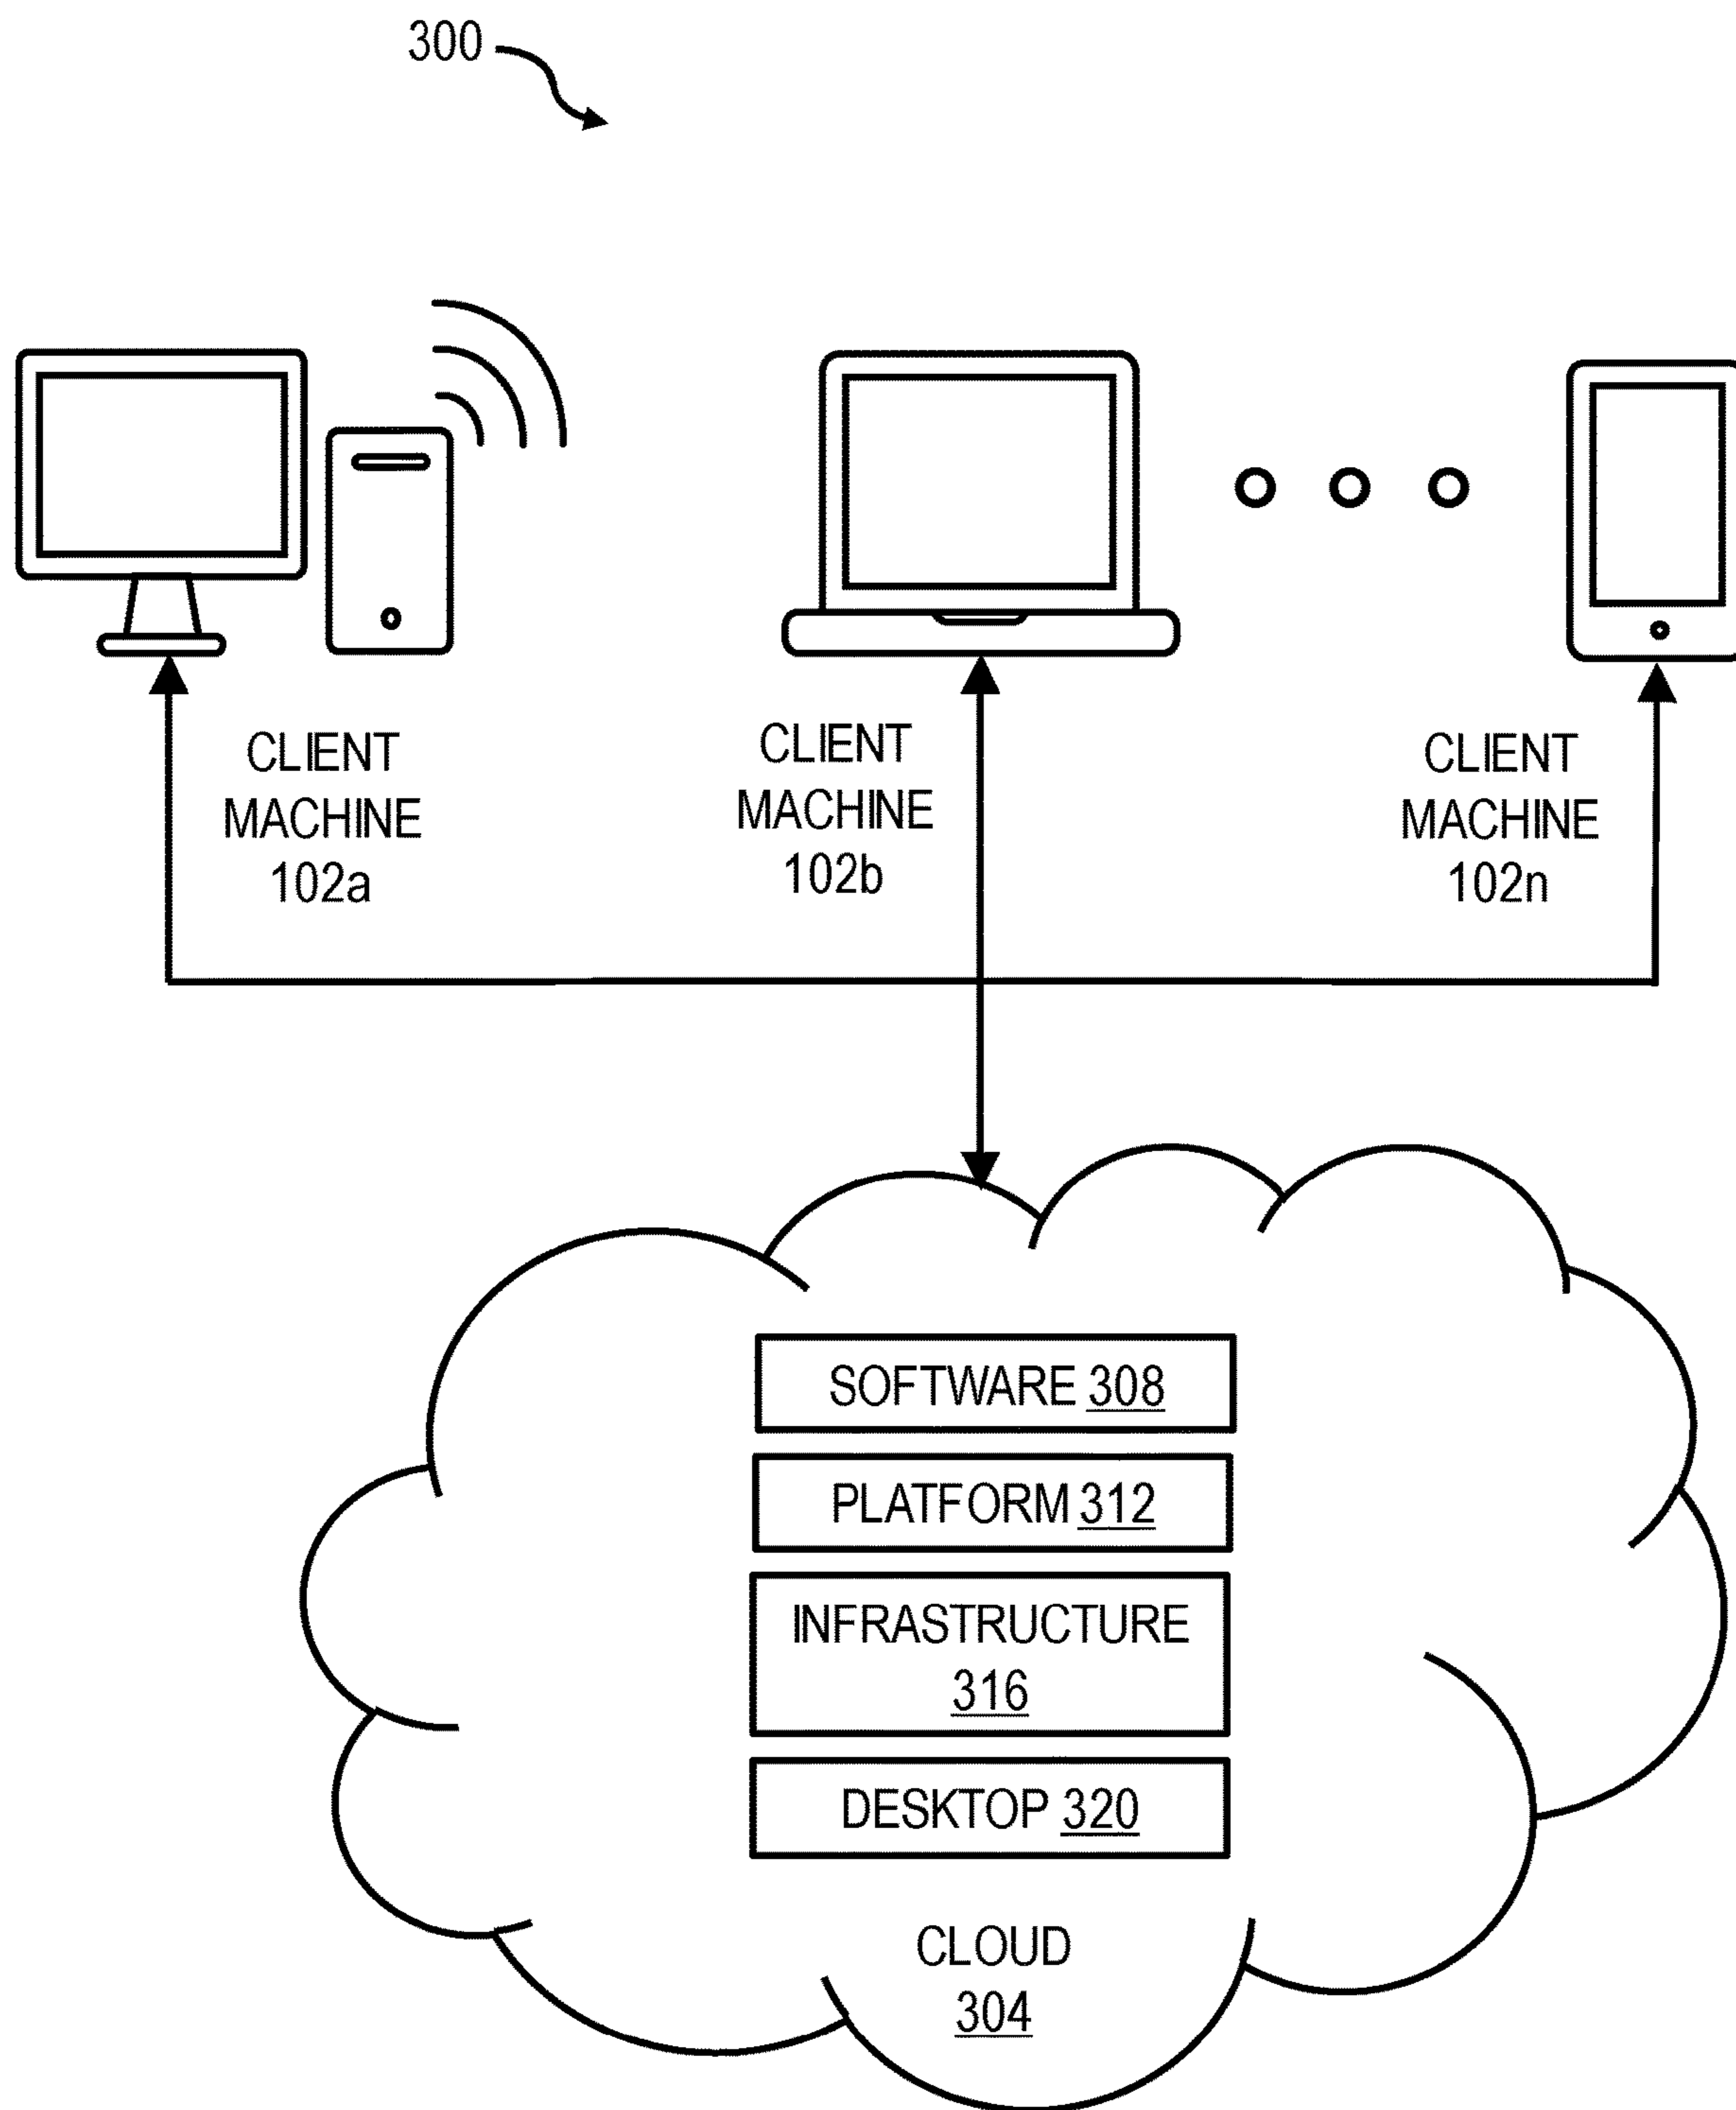 300
CLIENT
MACHINE
102a
CLIENT
MACHINE
102b
CLIENT
MACHINE
102n
SOFTWARE 308
PLATFORM 312
INFRASTRUCTURE
316
DESKTOP 320
CLOUD
304